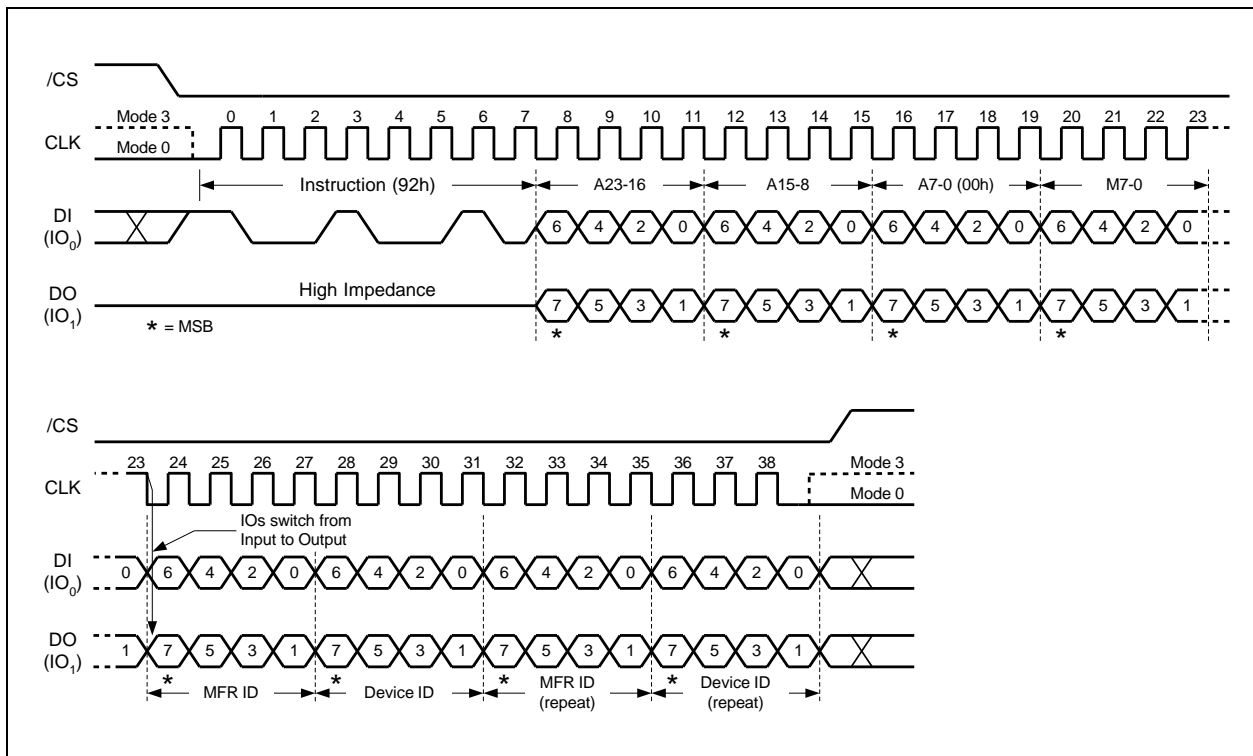 /CS
Mode 3 0 1 2 3 4 5 6 7 8 9 10 11 12 13 14 15 16 17 18 19 20 21 22 23
CLK
Mode 0
Instruction (92h) A23-16 A15-8 A7-0 (00h) M7-0
DI
(IO0)
6 4 2 0 6 4 2 0 6 4 2 0 6 4 2 0
High Impedance
DO
(IO1)
7 5 3 1 7 5 3 1 7 5 3 1 7 5 3 1
* = MSB
* * * *
/CS
23 24 25 26 27 28 29 30 31 32 33 34 35 36 37 38 Mode 3
CLK
Mode 0
IOs switch from
Input to Output
DI
(IO0)
0 6 4 2 0 6 4 2 0 6 4 2 0 6 4 2 0
DO
(IO1)
1 7 5 3 1 7 5 3 1 7 5 3 1 7 5 3 1
* * * *
MFR ID Device ID MFR ID
(repeat)
Device ID
(repeat)